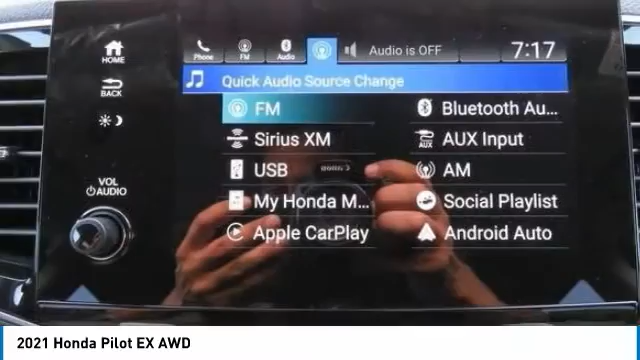 HOME
BACK
VOL
AUDIO
Phone
FM
Audio
Audio is OFF
7:17
Quick Audio Source Change
FM
Bluetooth Au...
Sirius XM
AUX
AUX Input
USB
AM
My Honda M...
Social Playlist
Apple CarPlay
Android Auto
2021 Honda Pilot EX AWD